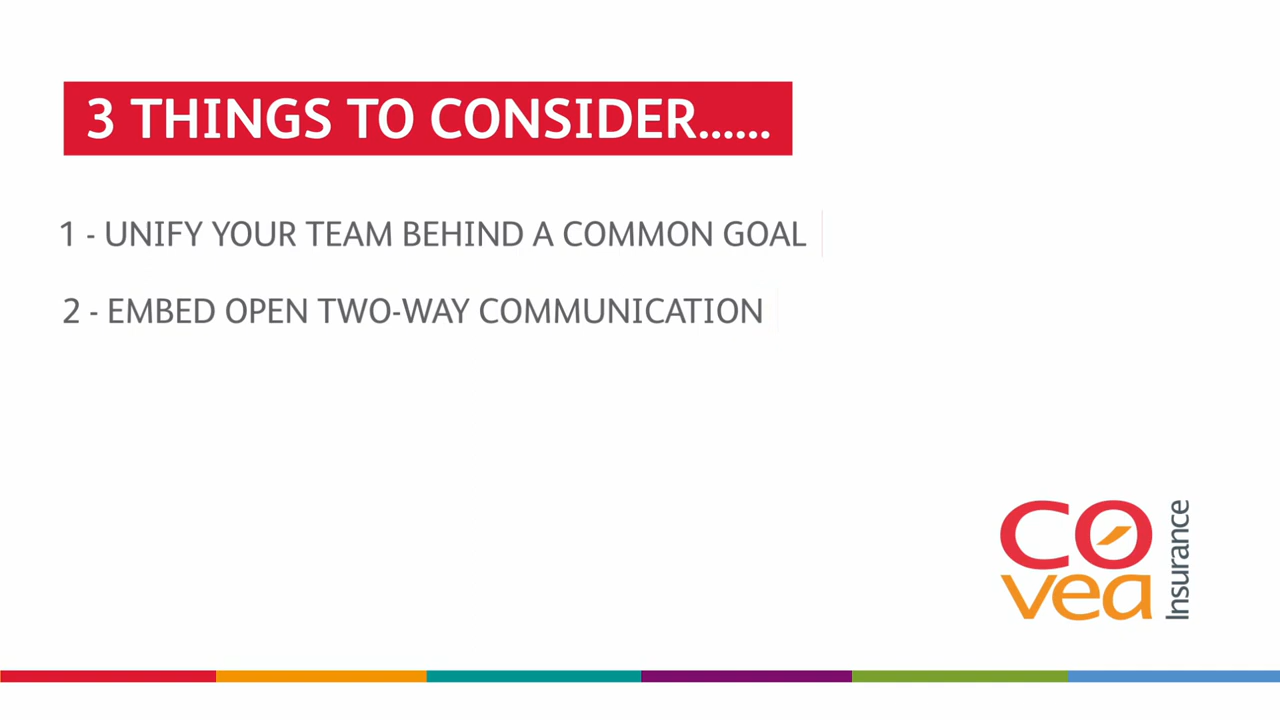 3 THINGS TO CONSIDER......
1 - UNIFY YOUR TEAM BEHIND A COMMON GOAL
2 - EMBED OPEN TWO-WAY COMMUNICATION
COvea
Insurance